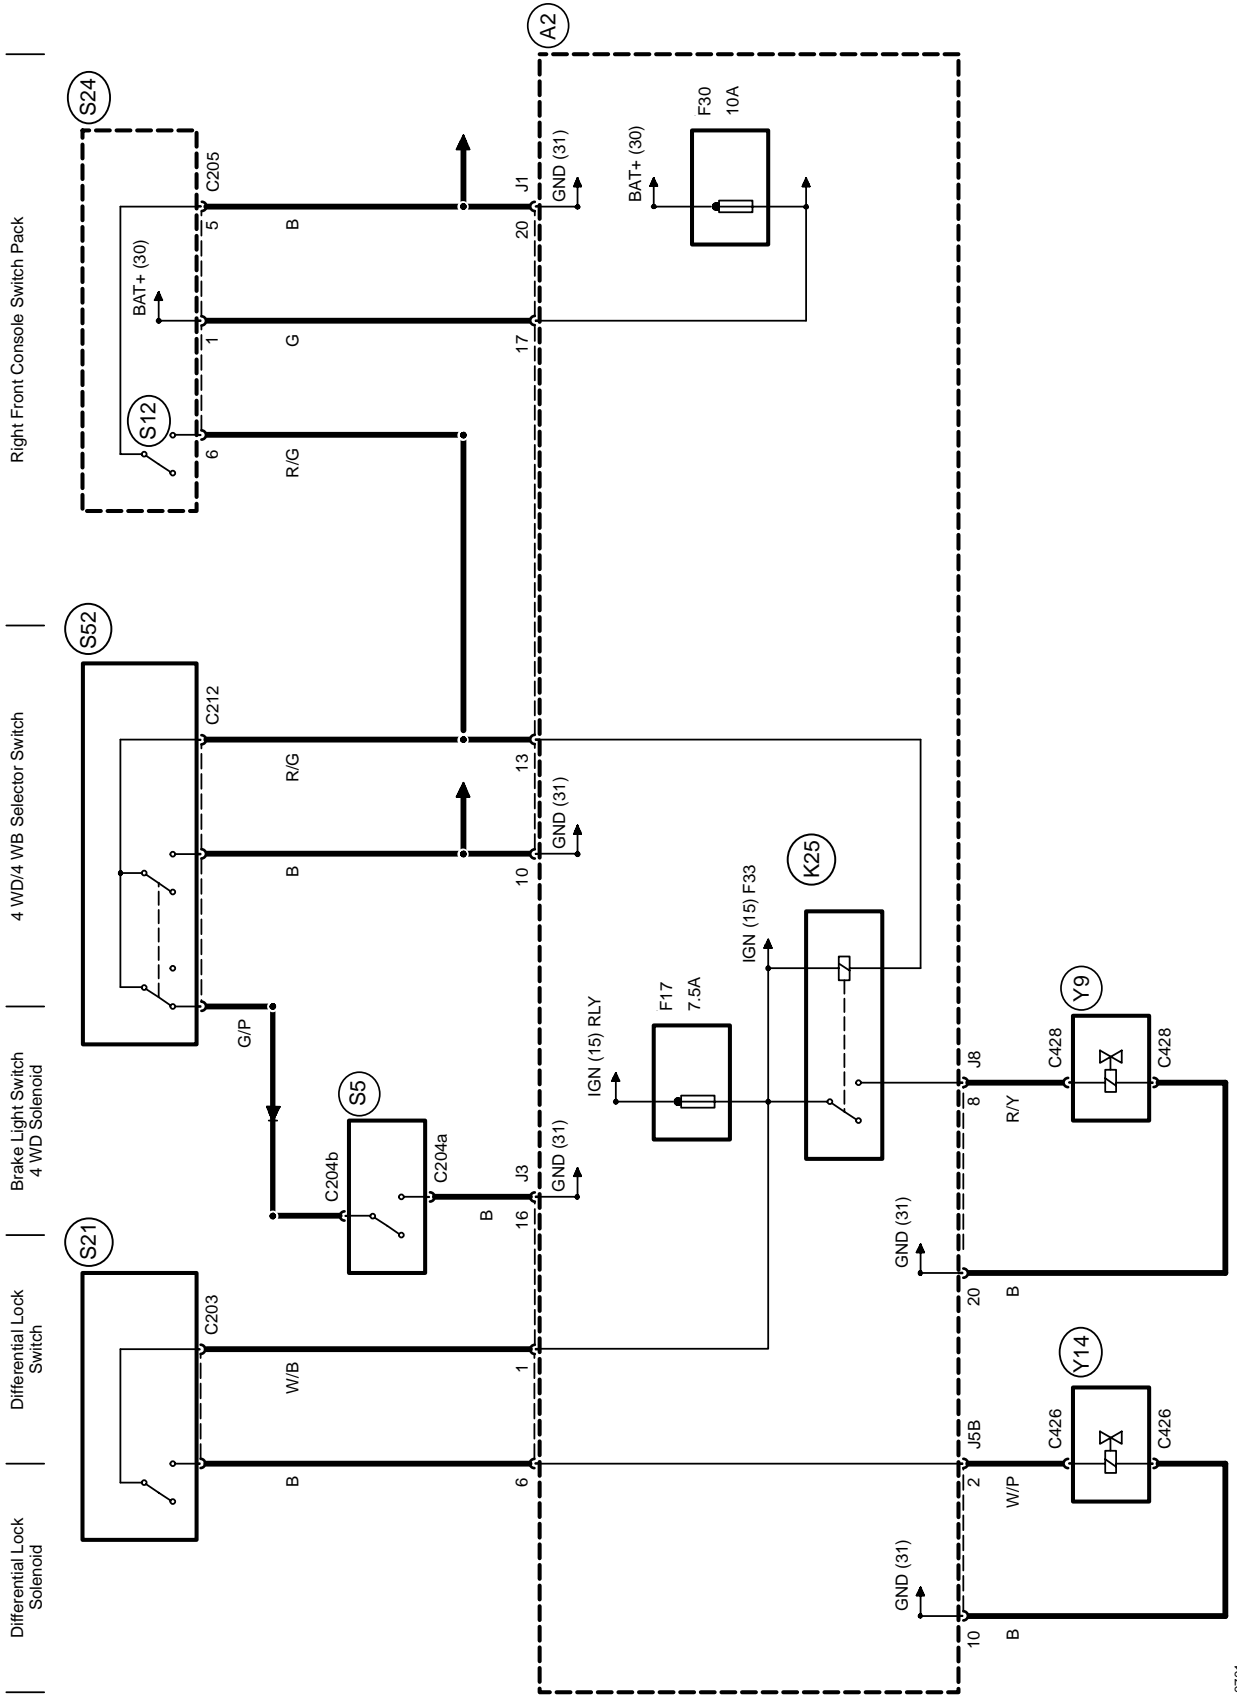 Differential Lock
Solenoid
Differential Lock
Switch
Brake Light Switch
4 WD Solenoid
4 WD/4 WB Selector Switch
Right Front Console Switch Pack
S21
S52
S24
S12
BAT+ (30)
C203
C212
6
1
5
C205
G/P
B
W/B
B
R/G
R/G
G
B
C204b
S5
C204a
B
6
1
16
J3
10
13
17
20
J1
A2
GND (31)
GND (31)
GND (31)
IGN (15) RLY
F17
7.5A
IGN (15) F33
K25
BAT+ (30)
F30
10A
GND (31)
GND (31)
10
2
J5B
20
8
J8
B
W/P
B
R/Y
Y14
C426
C426
Y9
C428
C428